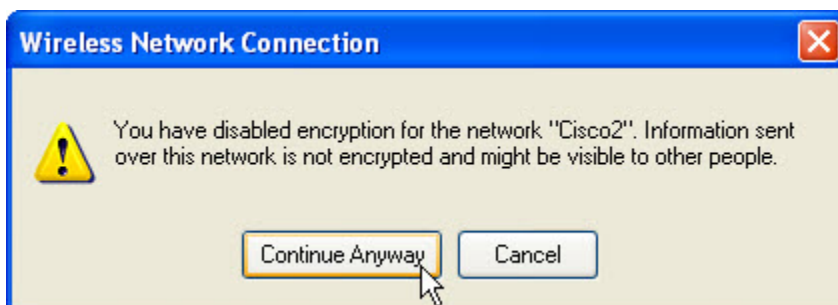 Wireless Network Connection
You have disabled encryption for the network "Cisco2". Information sent
over this network is not encrypted and might be visible to other people.
Continue Anyway
Cancel